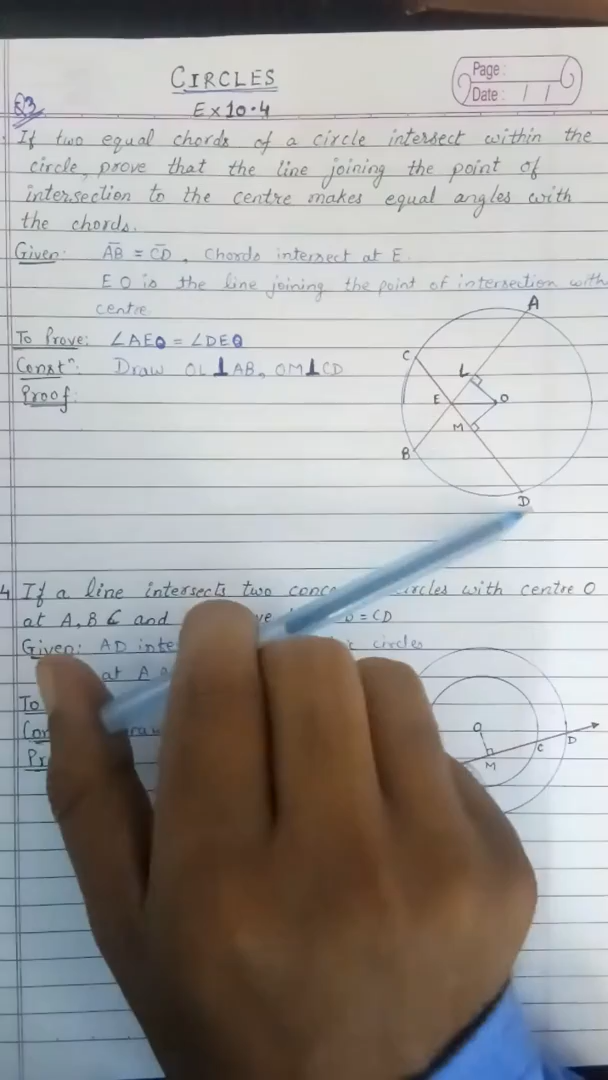 CIRCLES
Page:
Date: / /
Q3
Ex 10.4
If two equal chords of a circle intersect within the
circle, prove that the line joining the point of
intersection to the centre makes equal angles with
the chords.
Given: AB = CD, Chords intersect at E.
EO is the line joining the point of intersection with
centre
To Prove: ∠AEO = ∠DEO
Constⁿ: Draw OL⊥AB, OM⊥CD
Proof:
A
C
L
E
O
M
B
D
4 If a line intersects two circles with centre O
at A, B C and = CD
Given: AD circles
at A
To
O
C
D
M